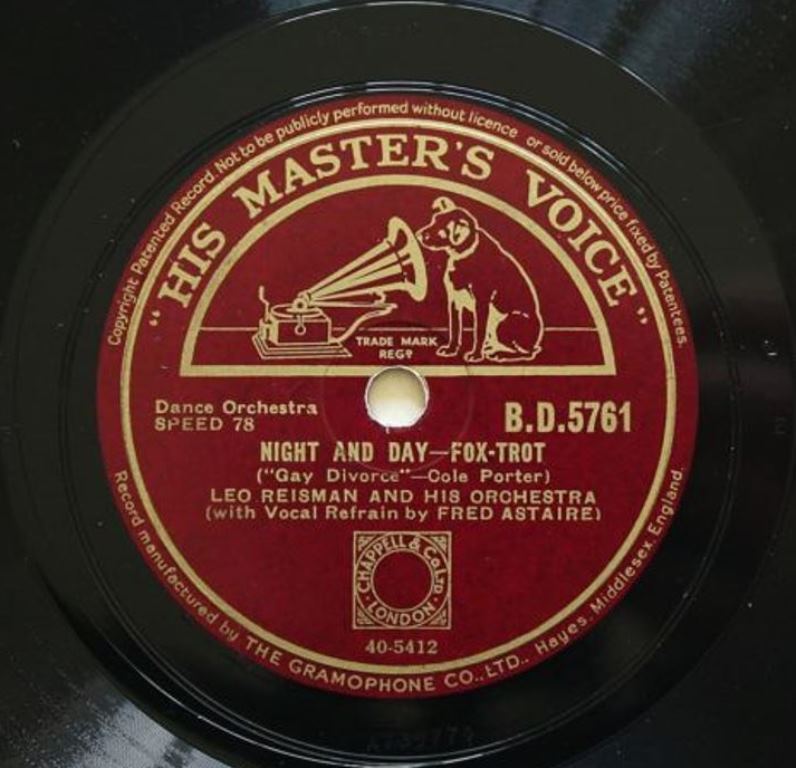 Copyright Patented Record. Not to be publicly performed without licence or sold below price fixed by Patentees.
"HIS MASTER'S VOICE"
TRADE MARK
REGD
Dance Orchestra
SPEED 78
B.D.5761
NIGHT AND DAY—FOX-TROT
("Gay Divorce"—Cole Porter)
LEO REISMAN AND HIS ORCHESTRA
(with Vocal Refrain by FRED ASTAIRE)
CHAPPELL & Co LTD
· LONDON ·
40-5412
Record manufactured by THE GRAMOPHONE CO., LTD., Hayes, Middlesex, England.